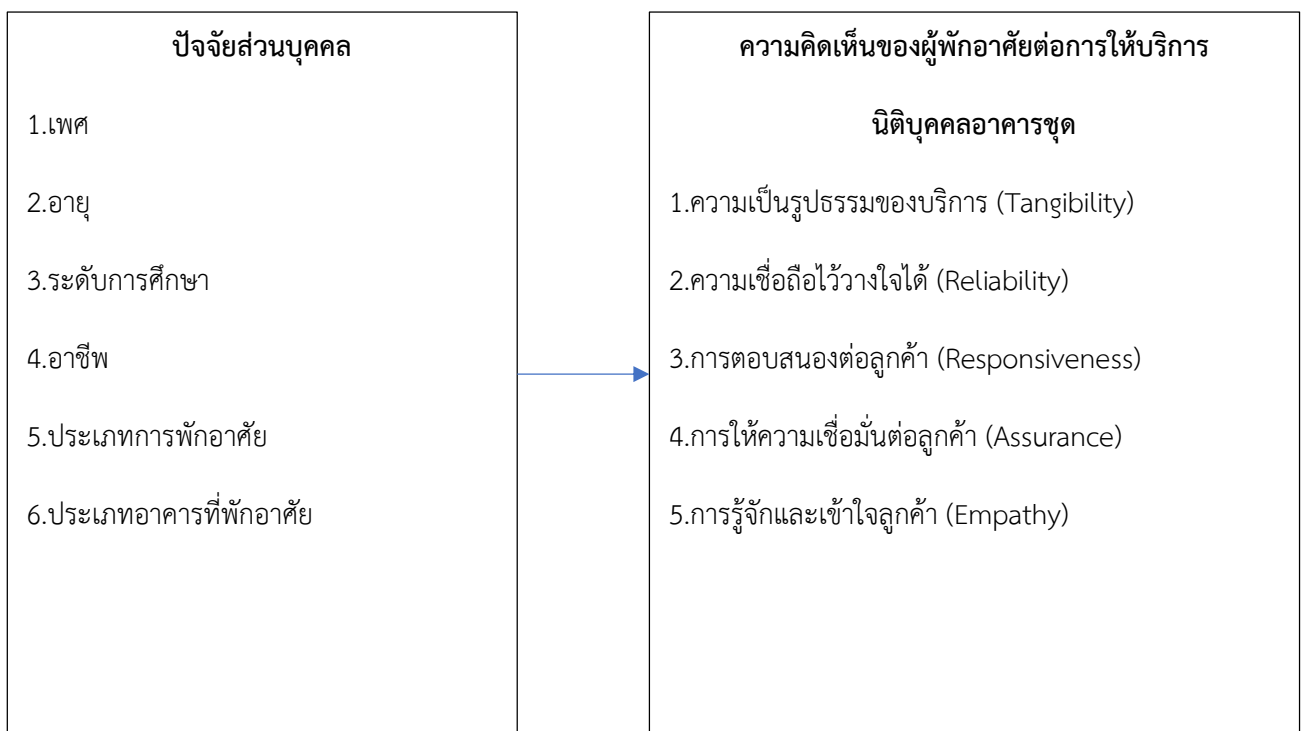 ปัจจัยส่วนบุคคล
1.เพศ
2.อายุ
3.ระดับการศึกษา
4.อาชีพ
5.ประเภทการพักอาศัย
6.ประเภทอาคารที่พักอาศัย
ความคิดเห็นของผู้พักอาศัยต่อการให้บริการ
นิติบุคคลอาคารชุด
1.ความเป็นรูปธรรมของบริการ (Tangibility)
2.ความเชื่อถือไว้วางใจได้ (Reliability)
3.การตอบสนองต่อลูกค้า (Responsiveness)
4.การให้ความเชื่อมั่นต่อลูกค้า (Assurance)
5.การรู้จักและเข้าใจลูกค้า (Empathy)